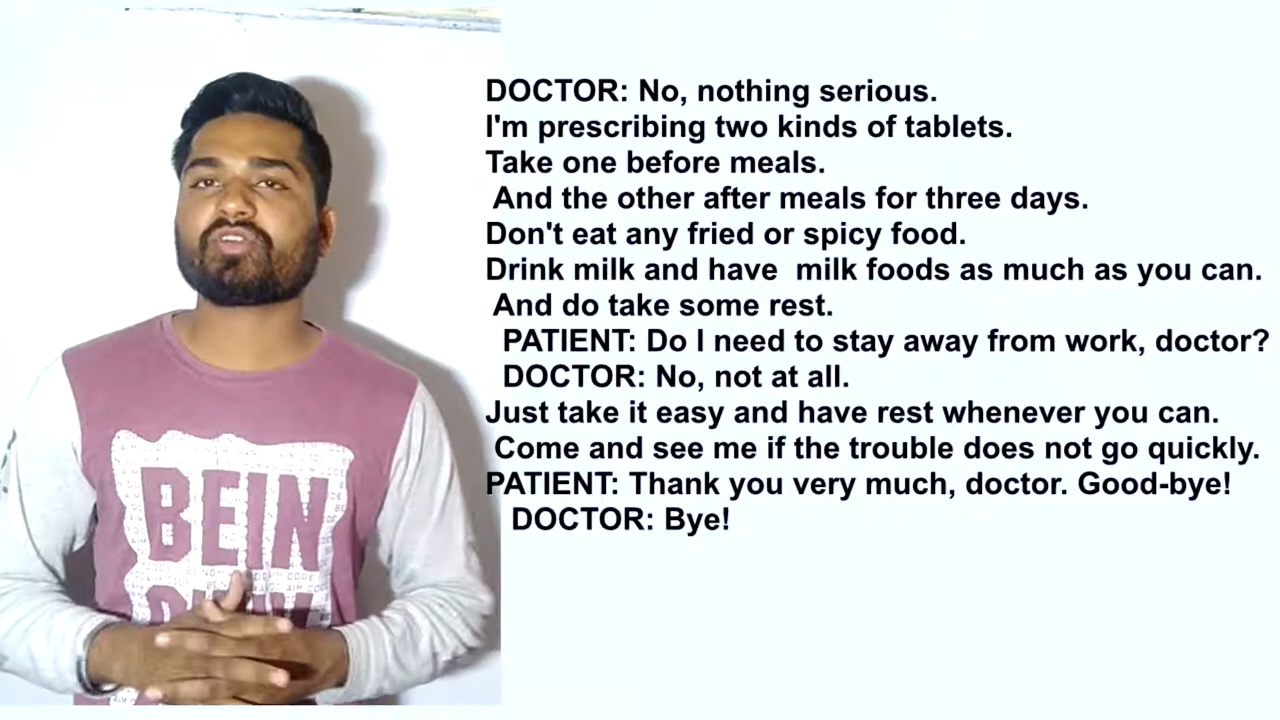 DOCTOR: No, nothing serious.
I'm prescribing two kinds of tablets.
Take one before meals.
And the other after meals for three days.
Don't eat any fried or spicy food.
Drink milk and have  milk foods as much as you can.
And do take some rest.
PATIENT: Do I need to stay away from work, doctor?
DOCTOR: No, not at all.
Just take it easy and have rest whenever you can.
Come and see me if the trouble does not go quickly.
PATIENT: Thank you very much, doctor. Good-bye!
DOCTOR: Bye!
BEIN